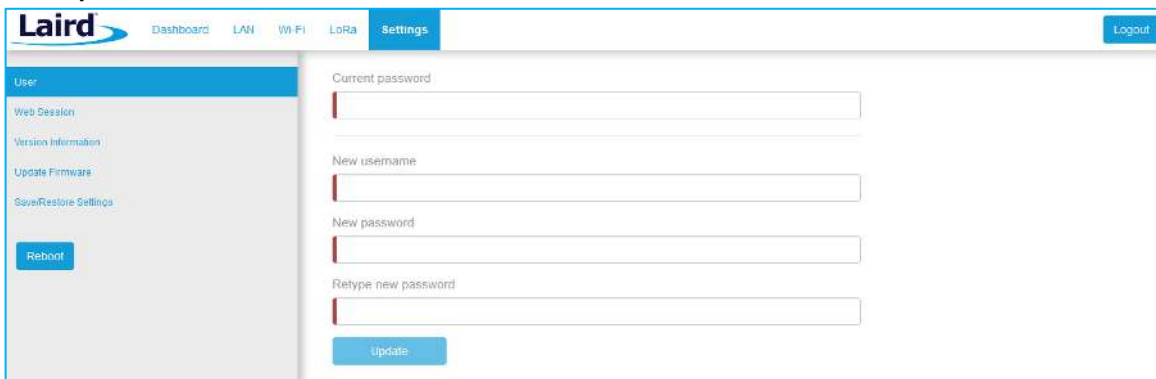 Laird Dashboard LAN Wi-Fi LoRa Settings Logout
User
Web Session
Version Information
Update Firmware
Save/Restore Settings
Reboot
Current password
New username
New password
Retype new password
Update